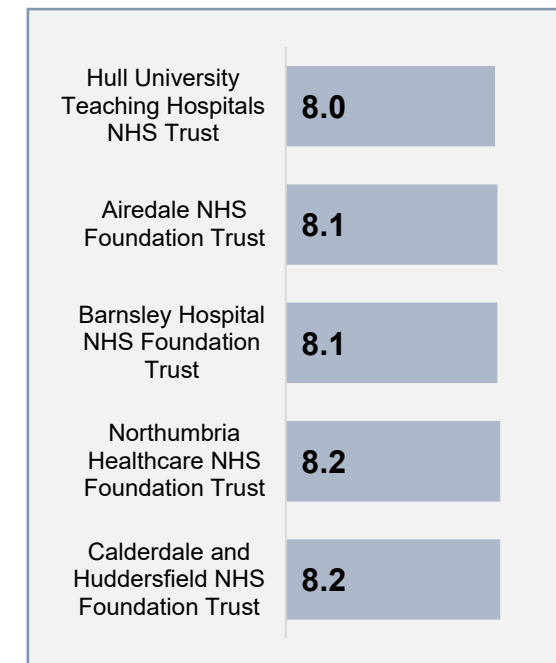 Hull University
Teaching Hospitals
NHS Trust
8.0
Airedale NHS
Foundation Trust
8.1
Barnsley Hospital
NHS Foundation
Trust
8.1
Northumbria
Healthcare NHS
Foundation Trust
8.2
Calderdale and
Huddersfield NHS
Foundation Trust
8.2